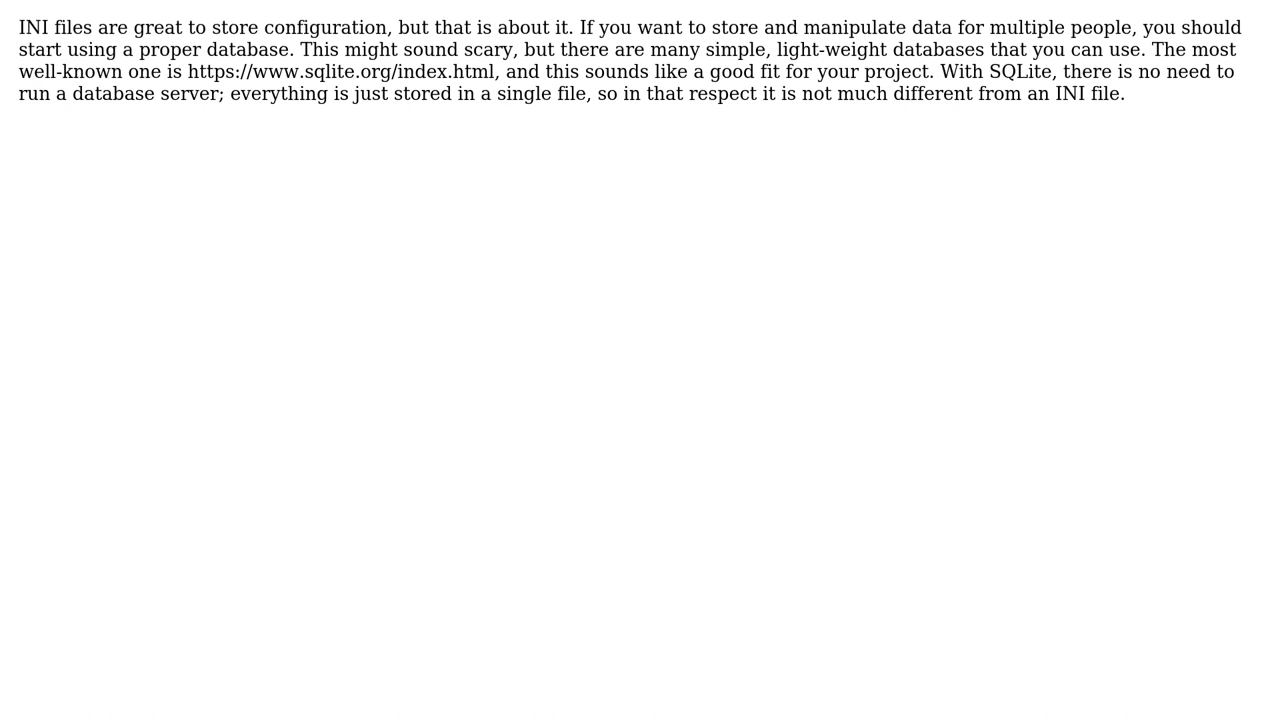 INI files are great to store configuration, but that is about it. If you want to store and manipulate data for multiple people, you should
start using a proper database. This might sound scary, but there are many simple, light-weight databases that you can use. The most
well-known one is https://www.sqlite.org/index.html, and this sounds like a good fit for your project. With SQLite, there is no need to
run a database server; everything is just stored in a single file, so in that respect it is not much different from an INI file.